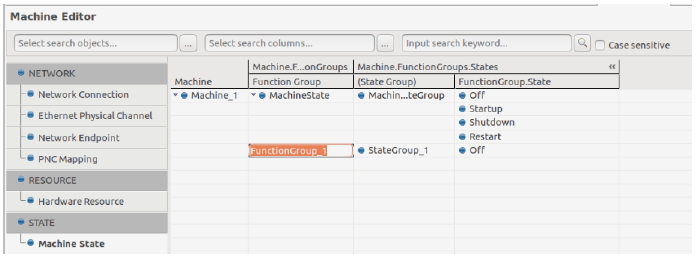 Machine Editor
Select search objects... ... Select search columns... ... Input search keyword... Case sensitive
NETWORK
Network Connection
Ethernet Physical Channel
Network Endpoint
PNC Mapping
RESOURCE
Hardware Resource
STATE
Machine State
Machine.F...onGroups Machine.FunctionGroups.States «
Machine Function Group (State Group) FunctionGroup.State
Machine_1 MachineState Machin...teGroup Off
Startup
Shutdown
Restart
FunctionGroup_1 StateGroup_1 Off